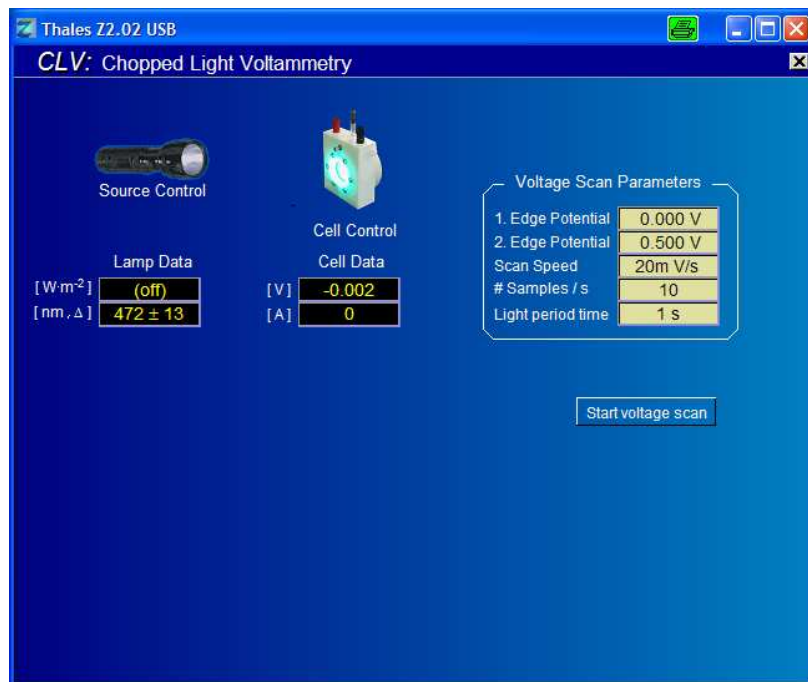 Thales Z2.02 USB
CLV: Chopped Light Voltammetry
Source Control
Cell Control
Lamp Data
[W·m-2] (off)
[nm, Δ] 472 ± 13
Cell Data
[V] -0.002
[A] 0
Voltage Scan Parameters
1. Edge Potential 0.000 V
2. Edge Potential 0.500 V
Scan Speed 20m V/s
# Samples / s 10
Light period time 1 s
Start voltage scan